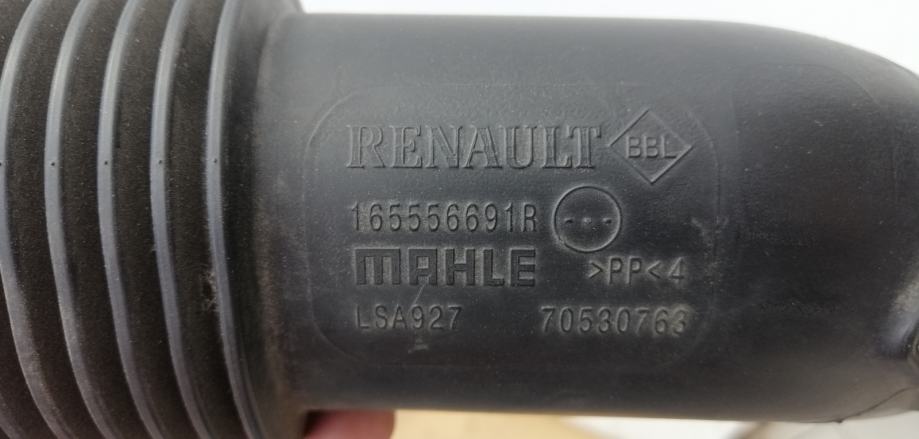 RENAULT BBL
165556691R
MAHLE >PP<4
LSA927 70530763